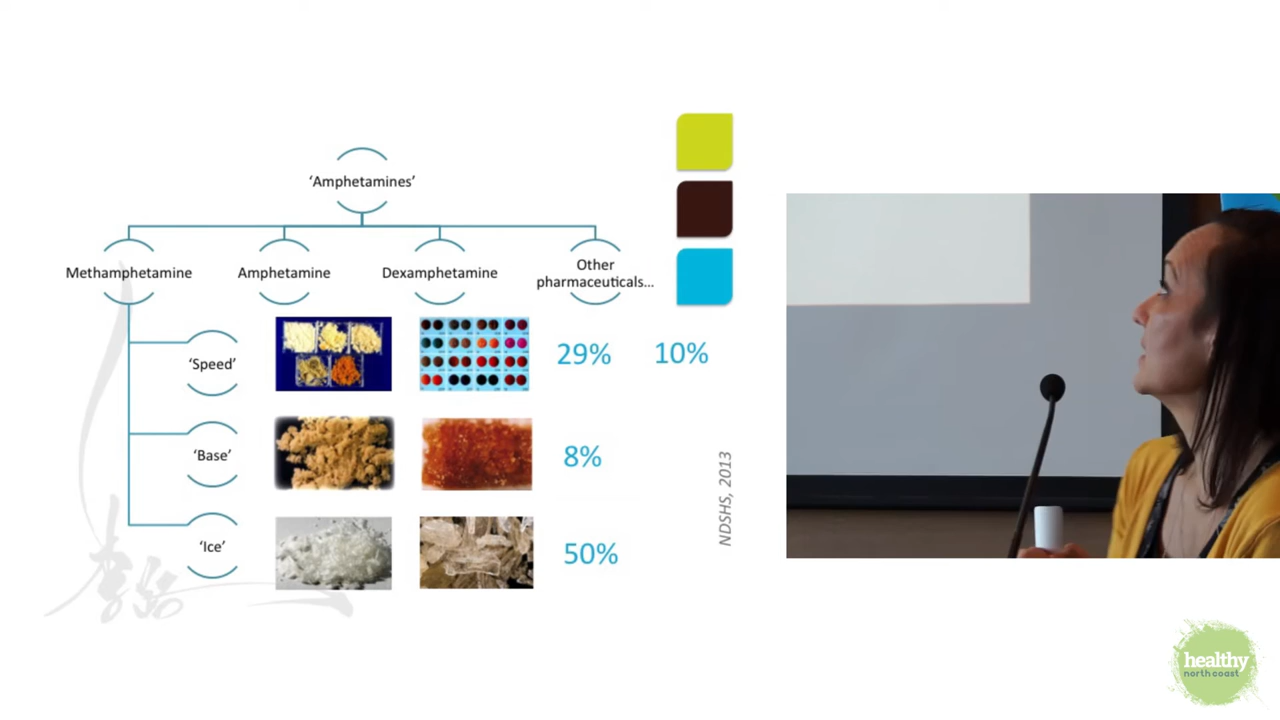 ‘Amphetamines’
Methamphetamine
Amphetamine
Dexamphetamine
Other
pharmaceuticals…
‘Speed’
29%
10%
‘Base’
8%
‘Ice’
50%
NDSHS, 2013
healthy
north coast